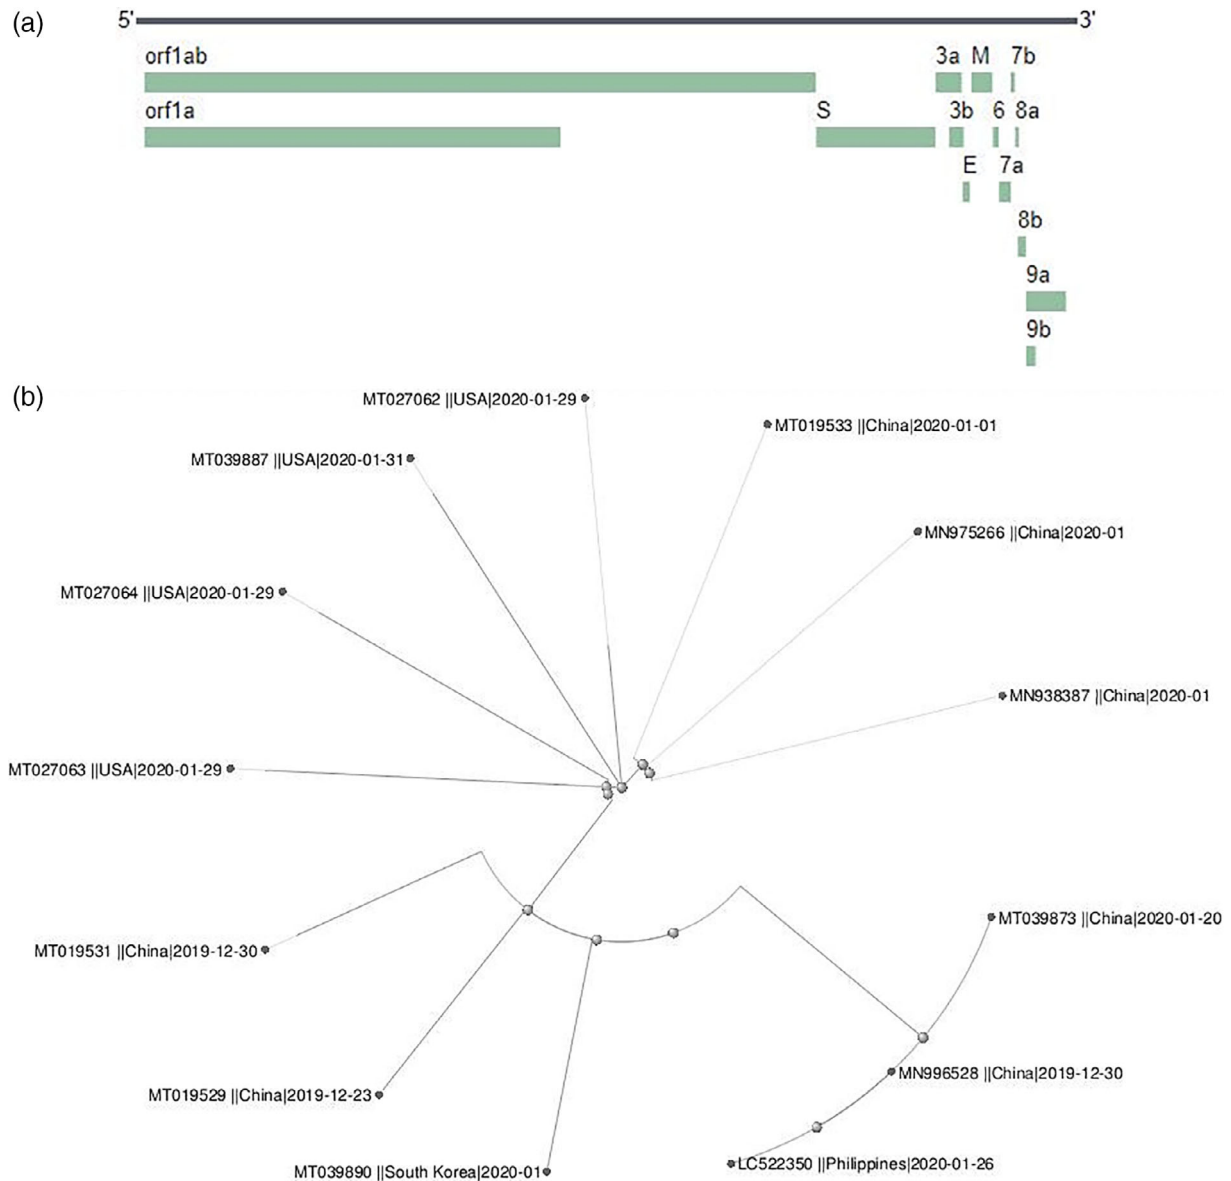 (a)
5' 3'
orf1ab 3a M 7b
orf1a S 3b 6 8a
E 7a
8b
9a
9b
(b)
MT027062 ||USA|2020-01-29
MT019533 ||China|2020-01-01
MT039887 ||USA|2020-01-31
MN975266 ||China|2020-01
MT027064 ||USA|2020-01-29
MN938387 ||China|2020-01
MT027063 ||USA|2020-01-29
MT039873 ||China|2020-01-20
MT019531 ||China|2019-12-30
MN996528 ||China|2019-12-30
MT019529 ||China|2019-12-23
LC522350 ||Philippines|2020-01-26
MT039890 ||South Korea|2020-01